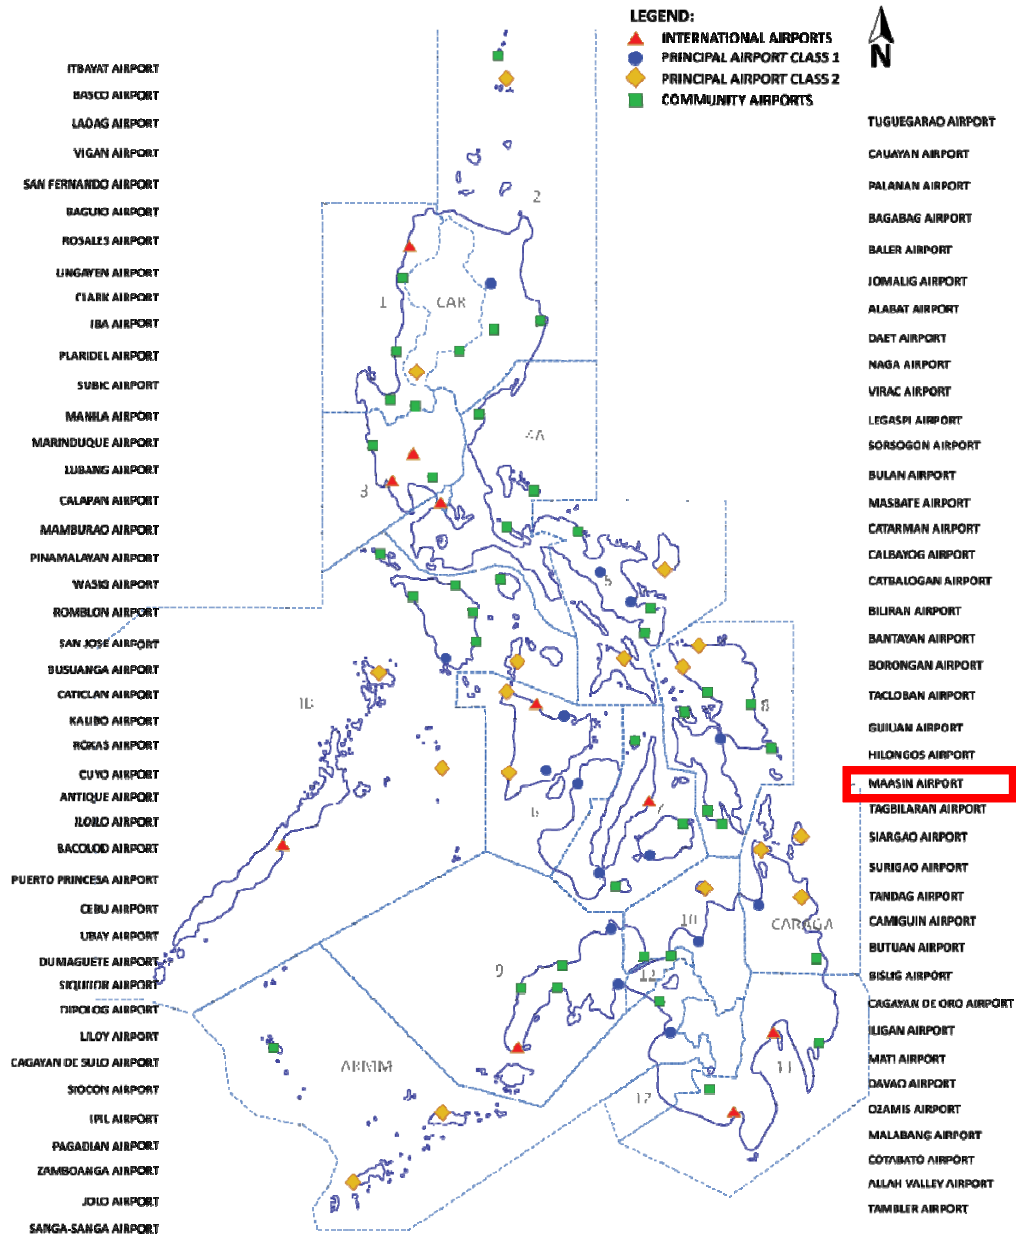 LEGEND:
INTERNATIONAL AIRPORTS
PRINCIPAL AIRPORT CLASS 1
PRINCIPAL AIRPORT CLASS 2
COMMUNITY AIRPORTS
N
ITBAYAT AIRPORT
BASCO AIRPORT
LAOAG AIRPORT
VIGAN AIRPORT
SAN FERNANDO AIRPORT
BAGUIO AIRPORT
ROSALES AIRPORT
LINGAYEN AIRPORT
CLARK AIRPORT
IBA AIRPORT
PLARIDEL AIRPORT
SUBIC AIRPORT
MANILA AIRPORT
MARINDUQUE AIRPORT
LUBANG AIRPORT
CALAPAN AIRPORT
MAMBURAO AIRPORT
PINAMALAYAN AIRPORT
WASIG AIRPORT
ROMBLON AIRPORT
SAN JOSE AIRPORT
BUSUANGA AIRPORT
CATICLAN AIRPORT
KALIBO AIRPORT
ROXAS AIRPORT
CUYO AIRPORT
ANTIQUE AIRPORT
ILOILO AIRPORT
BACOLOD AIRPORT
PUERTO PRINCESA AIRPORT
CEBU AIRPORT
UBAY AIRPORT
DUMAGUETE AIRPORT
SIQUIJOR AIRPORT
DIPOLOG AIRPORT
LILOY AIRPORT
CAGAYAN DE SULO AIRPORT
SIOCON AIRPORT
IPIL AIRPORT
PAGADIAN AIRPORT
ZAMBOANGA AIRPORT
JOLO AIRPORT
SANGA-SANGA AIRPORT
2
1
CAR
4A
3
5
1B
8
6
7
10
CARAGA
9
12
ARMM
11
12
TUGUEGARAO AIRPORT
CAUAYAN AIRPORT
PALANAN AIRPORT
BAGABAG AIRPORT
BALER AIRPORT
JOMALIG AIRPORT
ALABAT AIRPORT
DAET AIRPORT
NAGA AIRPORT
VIRAC AIRPORT
LEGASPI AIRPORT
SORSOGON AIRPORT
BULAN AIRPORT
MASBATE AIRPORT
CATARMAN AIRPORT
CALBAYOG AIRPORT
CATBALOGAN AIRPORT
BILIRAN AIRPORT
BANTAYAN AIRPORT
BORONGAN AIRPORT
TACLOBAN AIRPORT
GUIUAN AIRPORT
HILONGOS AIRPORT
MAASIN AIRPORT
TAGBILARAN AIRPORT
SIARGAO AIRPORT
SURIGAO AIRPORT
TANDAG AIRPORT
CAMIGUIN AIRPORT
BUTUAN AIRPORT
BISLIG AIRPORT
CAGAYAN DE ORO AIRPORT
ILIGAN AIRPORT
MATI AIRPORT
DAVAO AIRPORT
OZAMIS AIRPORT
MALABANG AIRPORT
COTABATO AIRPORT
ALLAH VALLEY AIRPORT
TAMBLER AIRPORT